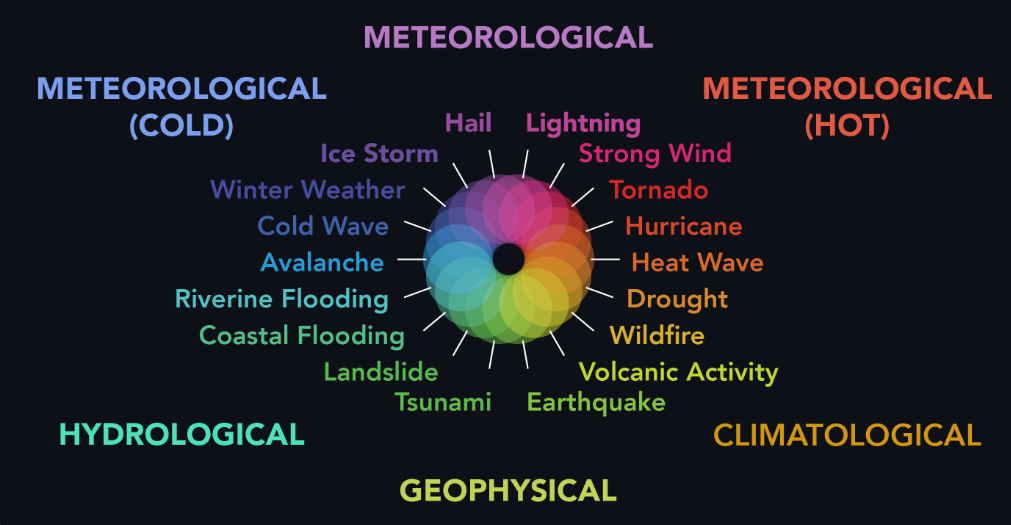 METEOROLOGICAL
METEOROLOGICAL
(COLD)
METEOROLOGICAL
(HOT)
Hail
Lightning
Ice Storm
Strong Wind
Winter Weather
Tornado
Cold Wave
Hurricane
Avalanche
Heat Wave
Riverine Flooding
Drought
Coastal Flooding
Wildfire
Landslide
Volcanic Activity
Tsunami
Earthquake
HYDROLOGICAL
CLIMATOLOGICAL
GEOPHYSICAL